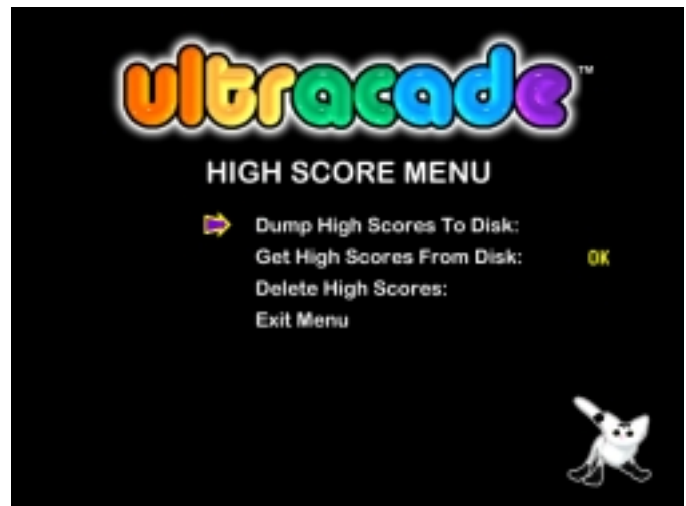 ultracade™
HIGH SCORE MENU
Dump High Scores To Disk:
Get High Scores From Disk: OK
Delete High Scores:
Exit Menu